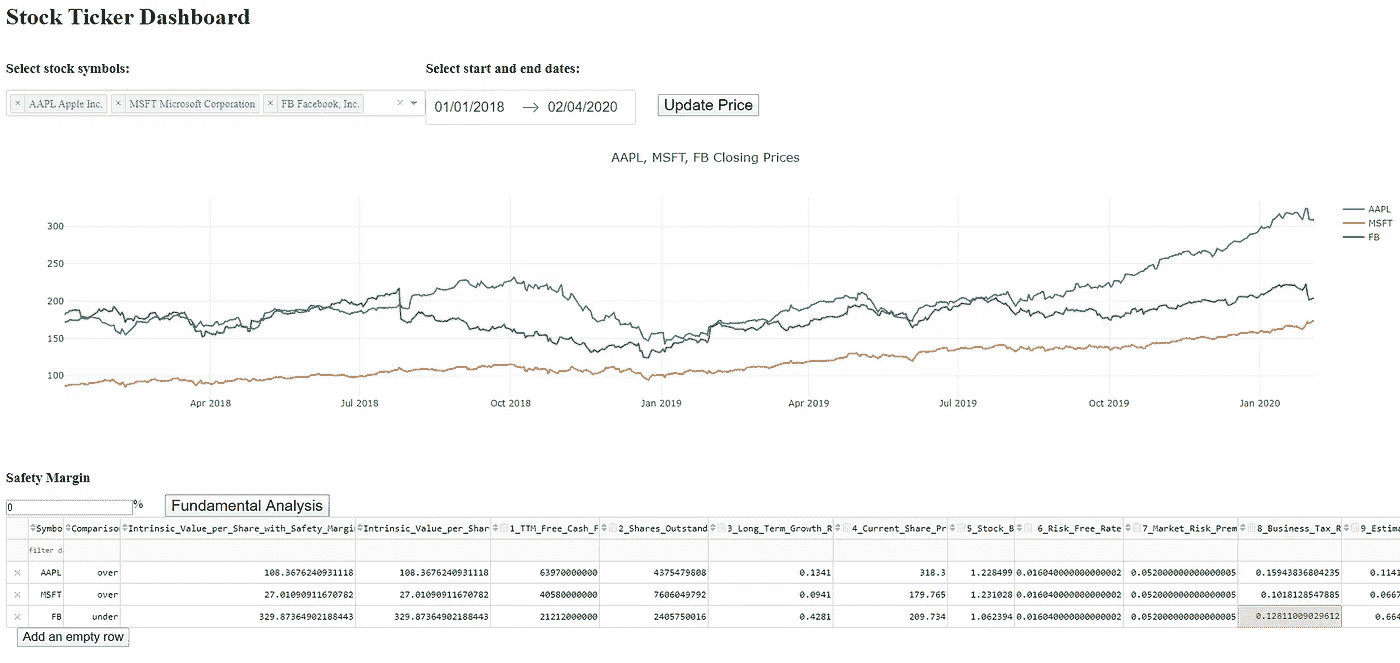 Stock Ticker Dashboard
Select stock symbols: Select start and end dates:
× AAPL Apple Inc. × MSFT Microsoft Corporation × FB Facebook, Inc. × 01/01/2018 → 02/04/2020 Update Price
AAPL, MSFT, FB Closing Prices
AAPL
MSFT
FB
300
250
200
150
100
Apr 2018 Jul 2018 Oct 2018 Jan 2019 Apr 2019 Jul 2019 Oct 2019 Jan 2020
Safety Margin
0 % Fundamental Analysis
Symbo Compariso Intrinsic_Value_per_Share_with_Safety_Margi Intrinsic_Value_per_Shar 1_TTM_Free_Cash_F 2_Shares_Outstand 3_Long_Term_Growth_R 4_Current_Share_Pr 5_Stock_B 6_Risk_Free_Rate 7_Market_Risk_Prem 8_Business_Tax_R 9_Estima
filter d
× AAPL over 108.3676240931118 108.3676240931118 63970000000 4375479808 0.1341 318.3 1.228499 0.016040000000000002 0.052000000000000005 0.15943836804235 0.1141
× MSFT over 27.01090911670782 27.01090911670782 40580000000 7606049792 0.0941 179.765 1.231028 0.016040000000000002 0.052000000000000005 0.1018128547885 0.0667
× FB under 329.87364902188443 329.87364902188443 21212000000 2405750016 0.4281 209.734 1.062394 0.016040000000000002 0.052000000000000005 0.12811009029612 0.664
Add an empty row